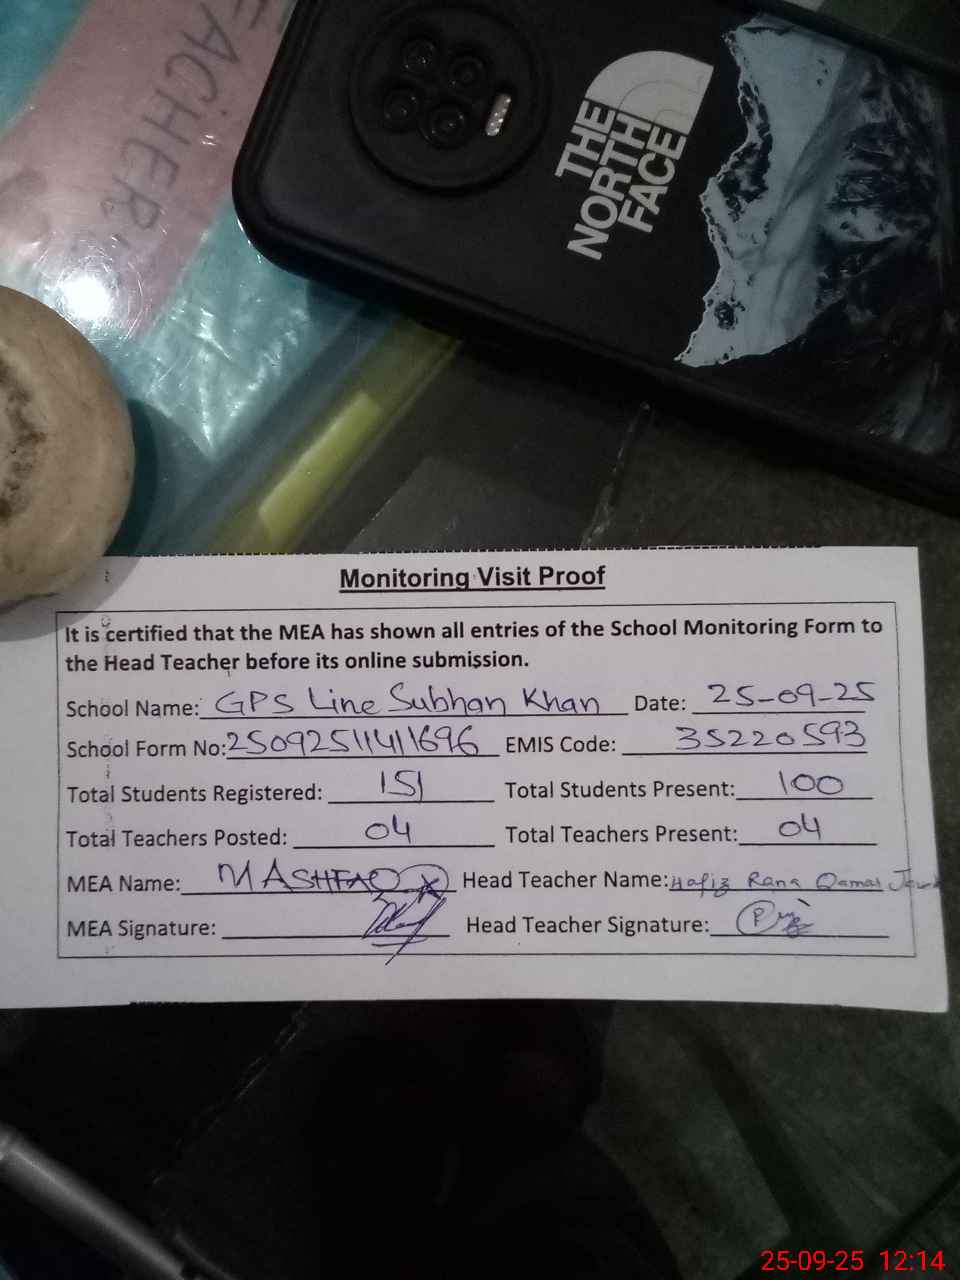 TEACHER
THE
NORTH
FACE
Monitoring Visit Proof
It is certified that the MEA has shown all entries of the School Monitoring Form to
the Head Teacher before its online submission.
School Name: GPS Line Subhan Khan Date: 25-09-25
School Form No: 25092511411696 EMIS Code: 35220593
Total Students Registered: 151 Total Students Present: 100
Total Teachers Posted: 04 Total Teachers Present: 04
MEA Name: M ASHFAQ Head Teacher Name: Hafiz Rana Qamar
MEA Signature: Head Teacher Signature:
25-09-25 12:14